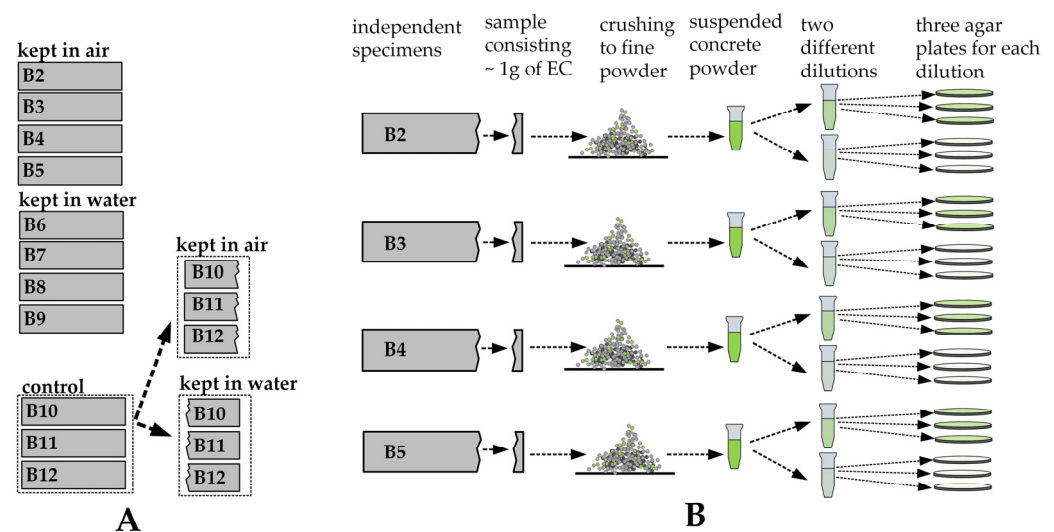 kept in air
B2
B3
B4
B5
kept in water
B6
B7
B8
B9
control
B10
B11
B12
kept in air
B10
B11
B12
kept in water
B10
B11
B12
A
independent
specimens
sample
consisting
~ 1g of EC
crushing
to fine
powder
suspended
concrete
powder
two
different
dilutions
three agar
plates for each
dilution
B2
B3
B4
B5
B